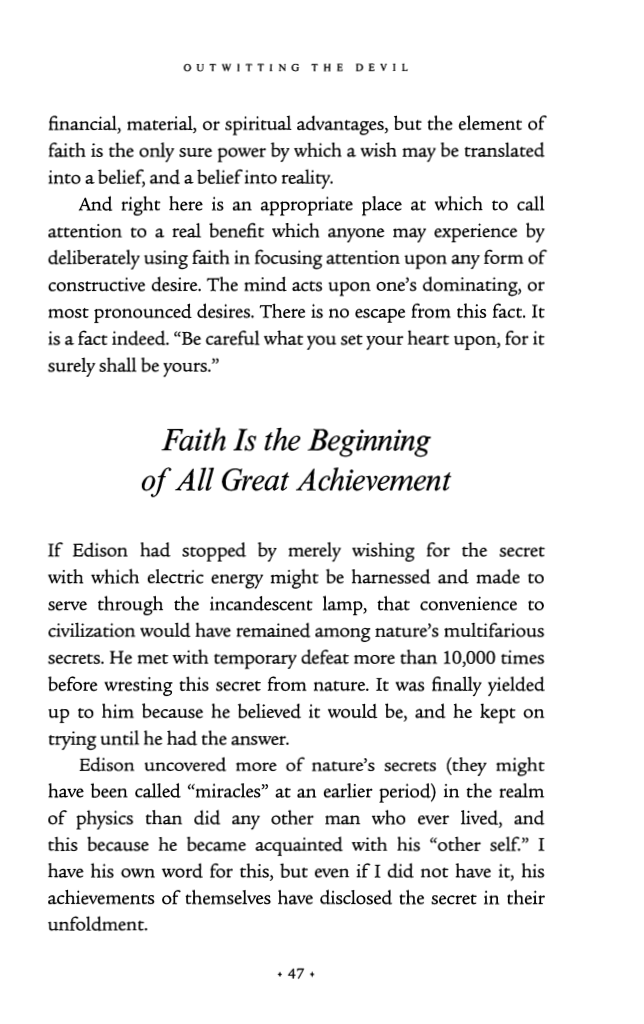 OUTWITTING THE DEVIL
financial, material, or spiritual advantages, but the element of
faith is the only sure power by which a wish may be translated
into a belief, and a belief into reality.
And right here is an appropriate place at which to call
attention to a real benefit which anyone may experience by
deliberately using faith in focusing attention upon any form of
constructive desire. The mind acts upon one's dominating, or
most pronounced desires. There is no escape from this fact. It
is a fact indeed. “Be careful what you set your heart upon, for it
surely shall be yours.”
Faith Is the Beginning
of All Great Achievement
If Edison had stopped by merely wishing for the secret
with which electric energy might be harnessed and made to
serve through the incandescent lamp, that convenience to
civilization would have remained among nature's multifarious
secrets. He met with temporary defeat more than 10,000 times
before wresting this secret from nature. It was finally yielded
up to him because he believed it would be, and he kept on
trying until he had the answer.
Edison uncovered more of nature's secrets (they might
have been called “miracles” at an earlier period) in the realm
of physics than did any other man who ever lived, and
this because he became acquainted with his “other self.” I
have his own word for this, but even if I did not have it, his
achievements of themselves have disclosed the secret in their
unfoldment.
• 47 •